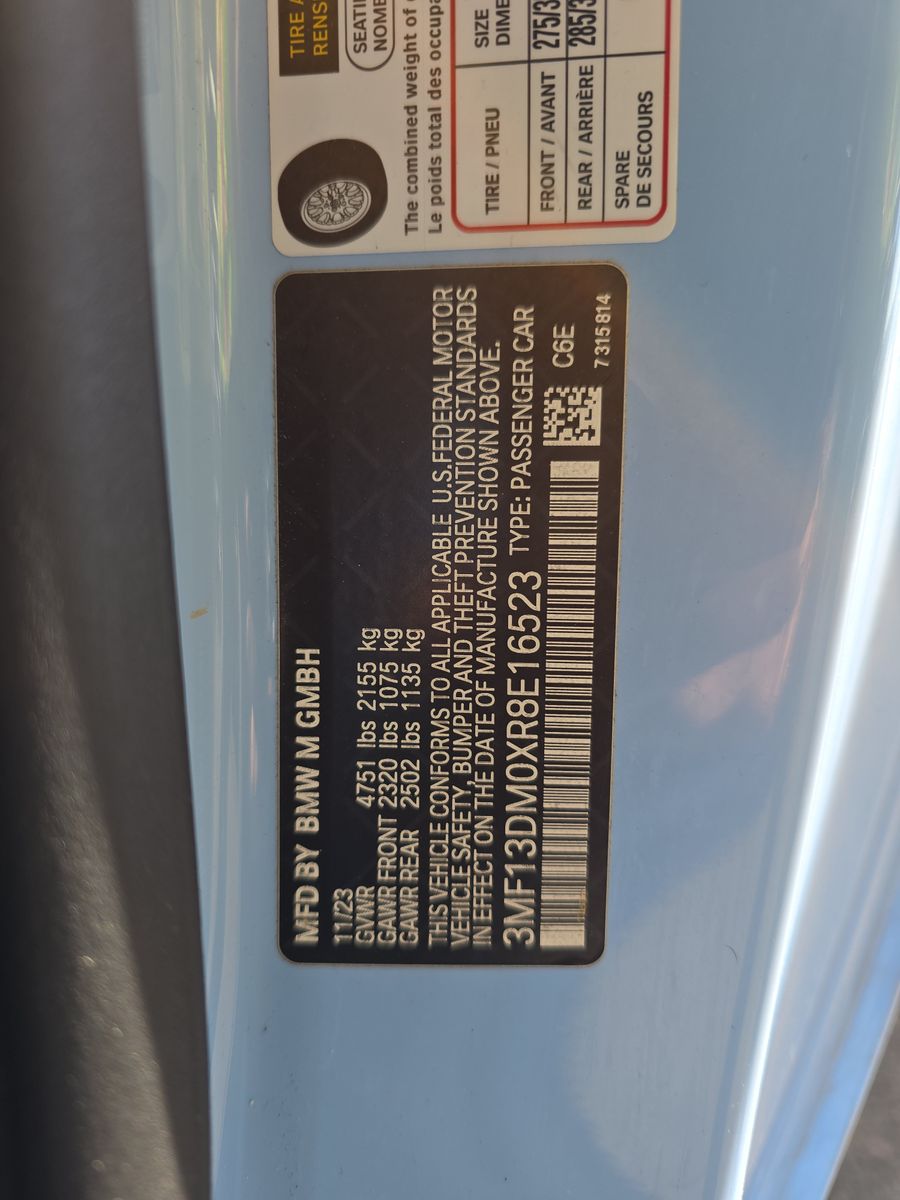 MFD BY BMW M GMBH
11/23
GVWR 4751 lbs 2155 kg
GAWR FRONT 2320 lbs 1075 kg
GAWR REAR 2502 lbs 1135 kg
THIS VEHICLE CONFORMS TO ALL APPLICABLE U.S.FEDERAL MOTOR
VEHICLE SAFETY, BUMPER AND THEFT PREVENTION STANDARDS
IN EFFECT ON THE DATE OF MANUFACTURE SHOWN ABOVE.
3MF13DM0XR8E16523 TYPE: PASSENGER CAR
C6E
7 315 814
TIRE
RENS
SEATI
NOME
The combined weight of
Le poids total des occupa
TIRE / PNEU SIZE
DIME
FRONT / AVANT 275/3
REAR / ARRIÈRE 285/3
SPARE
DE SECOURS